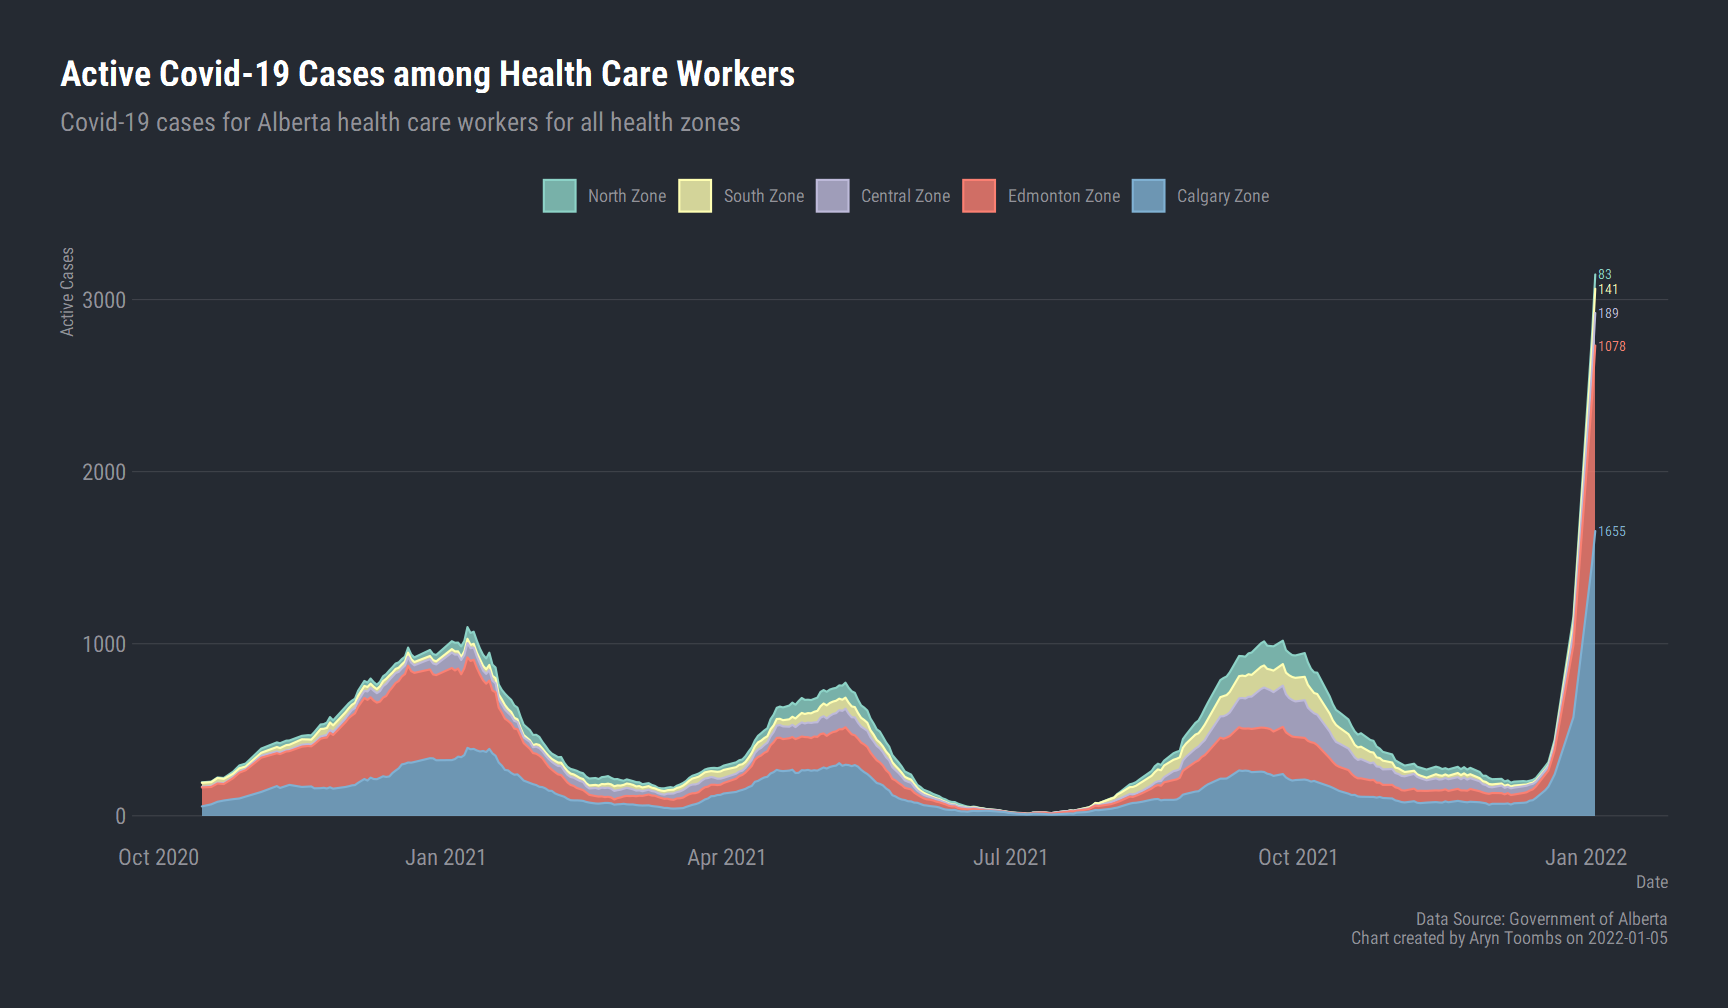 Active Covid-19 Cases among Health Care Workers
Covid-19 cases for Alberta health care workers for all health zones
North Zone South Zone Central Zone Edmonton Zone Calgary Zone
Active Cases
3000
2000
1000
0
83
141
189
1078
1655
Oct 2020 Jan 2021 Apr 2021 Jul 2021 Oct 2021 Jan 2022
Date
Data Source: Government of Alberta
Chart created by Aryn Toombs on 2022-01-05